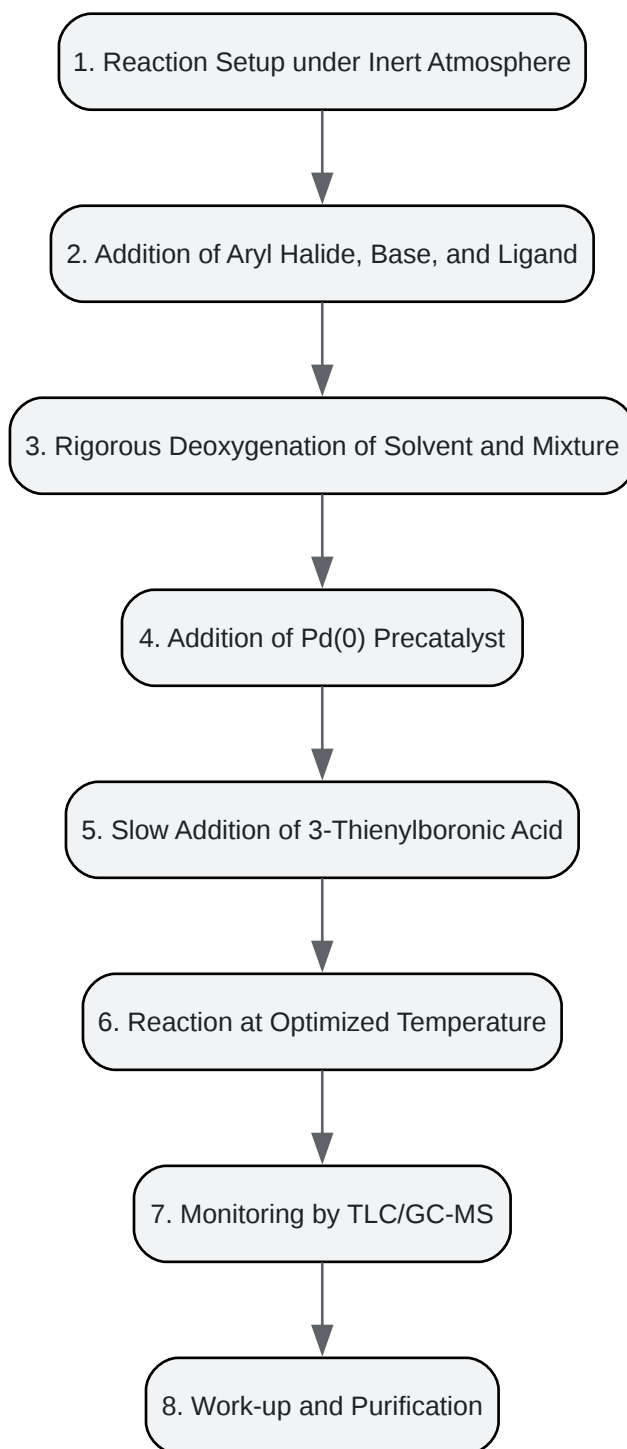 1. Reaction Setup under Inert Atmosphere
2. Addition of Aryl Halide, Base, and Ligand
3. Rigorous Deoxygenation of Solvent and Mixture
4. Addition of Pd(0) Precatalyst
5. Slow Addition of 3-Thienylboronic Acid
6. Reaction at Optimized Temperature
7. Monitoring by TLC/GC-MS
8. Work-up and Purification